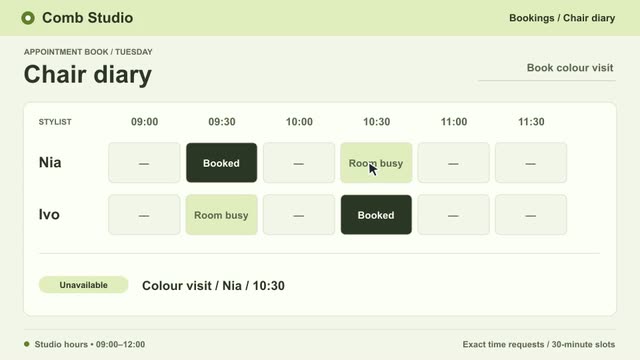 Comb Studio
Bookings / Chair diary
APPOINTMENT BOOK / TUESDAY
Chair diary
Book colour visit
STYLIST 09:00 09:30 10:00 10:30 11:00 11:30
Nia — Booked — Room busy — —
Ivo — Room busy — Booked — —
Unavailable Colour visit / Nia / 10:30
Studio hours • 09:00–12:00
Exact time requests / 30-minute slots